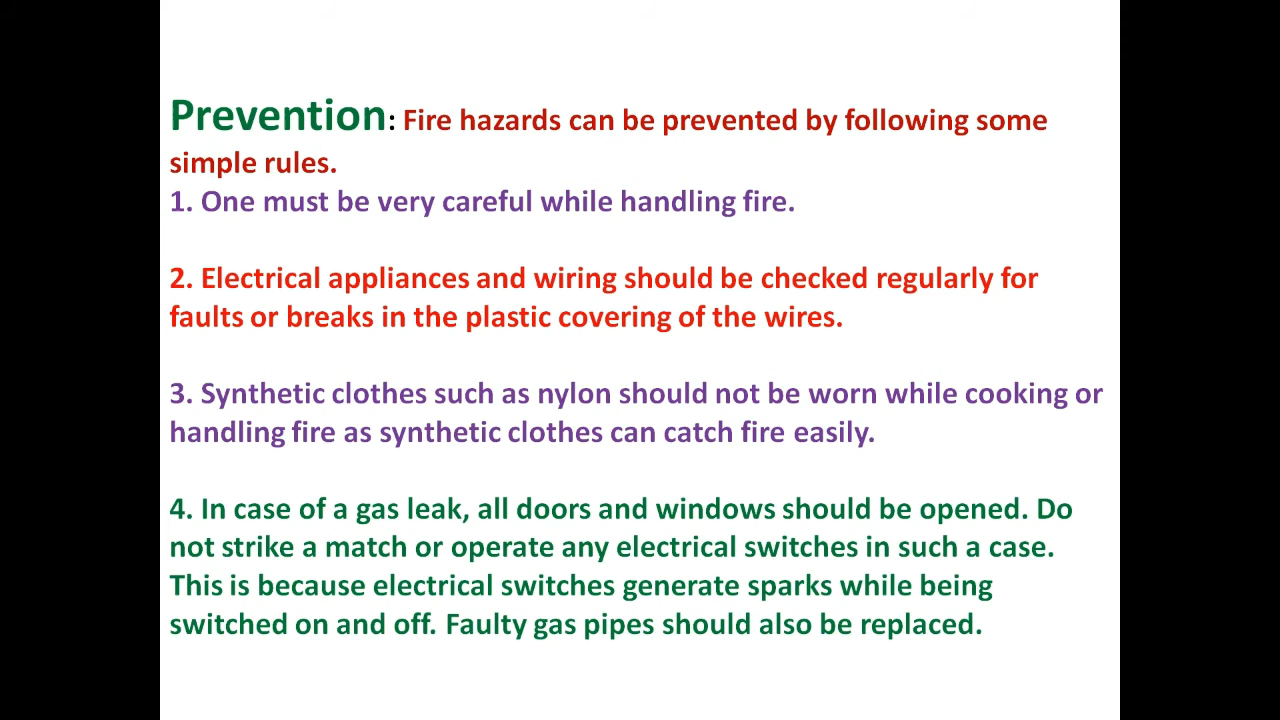 Prevention: Fire hazards can be prevented by following some
simple rules.
1. One must be very careful while handling fire.
2. Electrical appliances and wiring should be checked regularly for
faults or breaks in the plastic covering of the wires.
3. Synthetic clothes such as nylon should not be worn while cooking or
handling fire as synthetic clothes can catch fire easily.
4. In case of a gas leak, all doors and windows should be opened. Do
not strike a match or operate any electrical switches in such a case.
This is because electrical switches generate sparks while being
switched on and off. Faulty gas pipes should also be replaced.